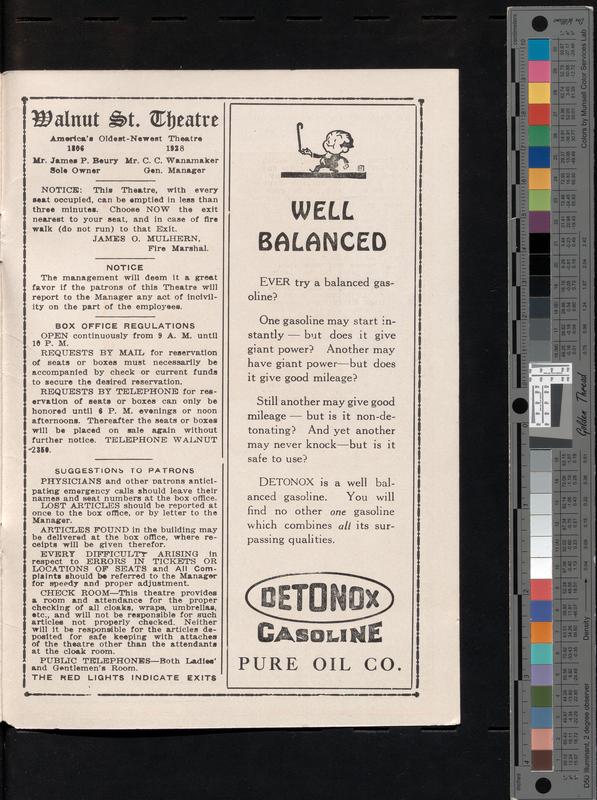 Walnut St. Theatre
America's Oldest-Newest Theatre
1806 1928
Mr. James P. Beury Mr. C. C. Wanamaker
Sole Owner Gen. Manager
NOTICE: This Theatre, with every
seat occupied, can be emptied in less than
three minutes. Choose NOW the exit
nearest to your seat, and in case of fire
walk (do not run) to that Exit.
JAMES O. MULHERN,
Fire Marshal.
NOTICE
The management will deem it a great
favor if the patrons of this Theatre will
report to the Manager any act of incivil-
ity on the part of the employees.
BOX OFFICE REGULATIONS
OPEN continuously from 9 A. M. until
10 P. M.
REQUESTS BY MAIL for reservation
of seats or boxes must necessarily be
accompanied by check or current funds
to secure the desired reservation.
REQUESTS BY TELEPHONE for res-
ervation of seats or boxes can only be
honored until 6 P. M. evenings or noon
afternoons. Thereafter the seats or boxes
will be placed on sale again without
further notice. TELEPHONE WALNUT
-2350.
SUGGESTIONS TO PATRONS
PHYSICIANS and other patrons antici-
pating emergency calls should leave their
names and seat numbers at the box office.
LOST ARTICLES should be reported at
once to the box office, or by letter to the
Manager.
ARTICLES FOUND in the building may
be delivered at the box office, where re-
ceipts will be given therefor.
EVERY DIFFICULTY ARISING in
respect to ERRORS IN TICKETS OR
LOCATIONS OF SEATS and All Com-
plaints should be referred to the Manager
for speedy and proper adjustment.
CHECK ROOM—This theatre provides
a room and attendance for the proper
checking of all cloaks, wraps, umbrellas,
etc., and will not be responsible for such
articles not properly checked. Neither
will it be responsible for the articles de-
posited for safe keeping with attaches
of the theatre other than the attendants
at the cloak room.
PUBLIC TELEPHONES—Both Ladies'
and Gentlemen's Room.
THE RED LIGHTS INDICATE EXITS
WELL
BALANCED
EVER try a balanced gas-
oline?
One gasoline may start in-
stantly — but does it give
giant power? Another may
have giant power—but does
it give good mileage?
Still another may give good
mileage — but is it non-de-
tonating? And yet another
may never knock—but is it
safe to use?
DETONOX is a well bal-
anced gasoline. You will
find no other one gasoline
which combines all its sur-
passing qualities.
DETONOX
GASOLINE
PURE OIL CO.
Colors by Munsell Color Services Lab
Golden Thread
Density
D50 Illuminant, 2 degree observer